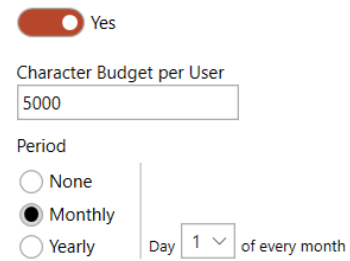 Yes
Character Budget per User
5000
Period
None
Monthly
Yearly
Day 1 of every month